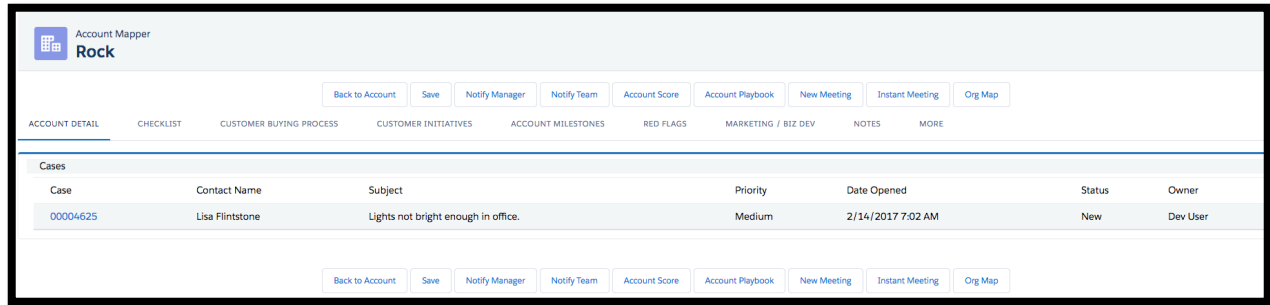 Account Mapper
Rock
Back to Account Save Notify Manager Notify Team Account Score Account Playbook New Meeting Instant Meeting Org Map
ACCOUNT DETAIL CHECKLIST CUSTOMER BUYING PROCESS CUSTOMER INITIATIVES ACCOUNT MILESTONES RED FLAGS MARKETING / BIZ DEV NOTES MORE
Cases
Case Contact Name Subject Priority Date Opened Status Owner
00004625 Lisa Flintstone Lights not bright enough in office. Medium 2/14/2017 7:02 AM New Dev User
Back to Account Save Notify Manager Notify Team Account Score Account Playbook New Meeting Instant Meeting Org Map